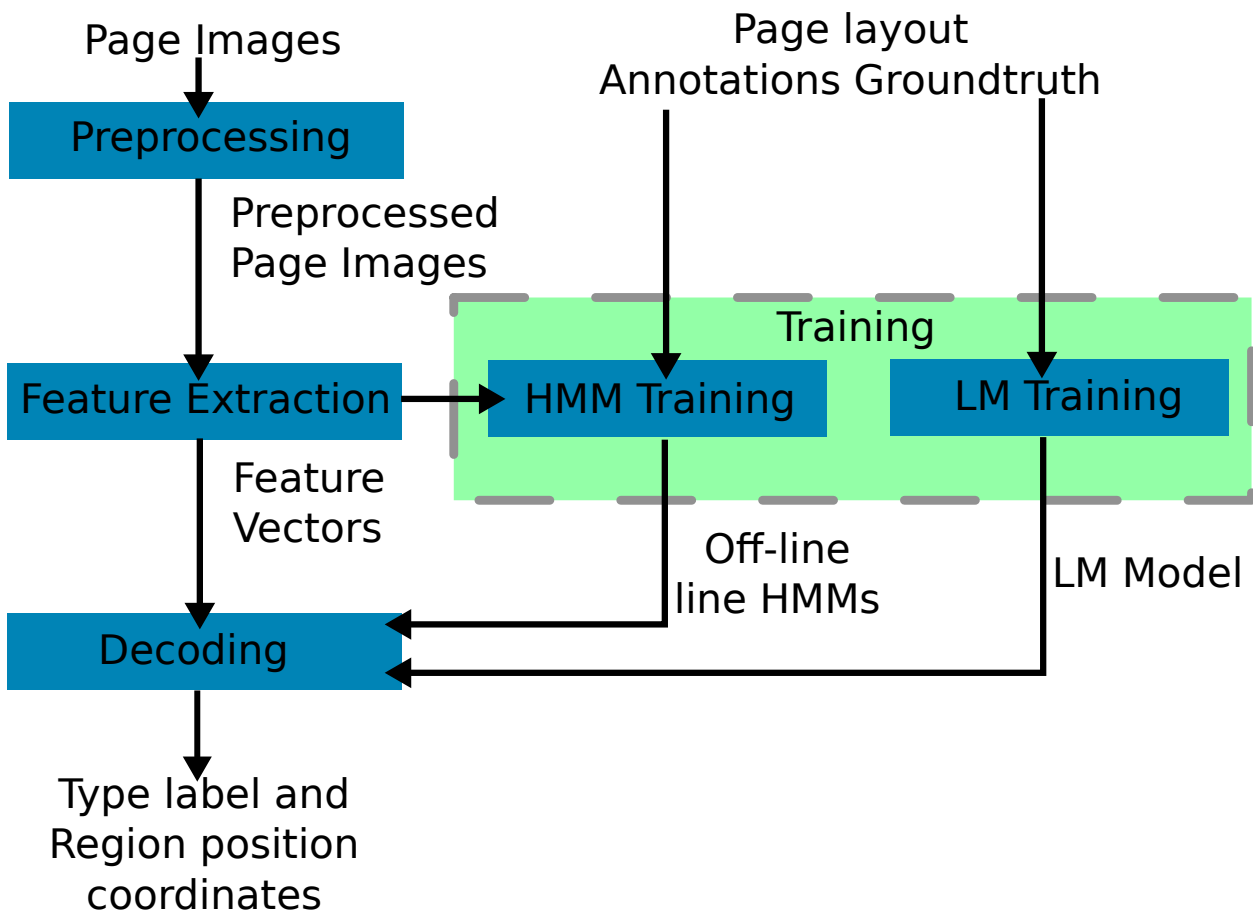 Page Images
Page layout
Annotations Groundtruth
Preprocessing
Preprocessed
Page Images
Training
Feature Extraction
HMM Training
LM Training
Feature
Vectors
Off-line
line HMMs
LM Model
Decoding
Type label and
Region position
coordinates